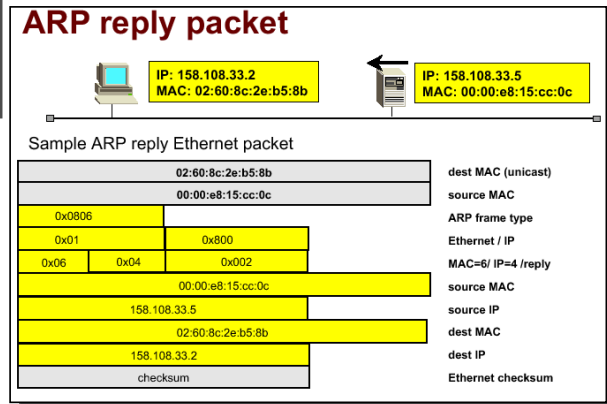 ARP reply packet
IP: 158.108.33.2
MAC: 02:60:8c:2e:b5:8b
IP: 158.108.33.5
MAC: 00:00:e8:15:cc:0c
Sample ARP reply Ethernet packet
02:60:8c:2e:b5:8b dest MAC (unicast)
00:00:e8:15:cc:0c source MAC
0x0806 ARP frame type
0x01 0x800 Ethernet / IP
0x06 0x04 0x002 MAC=6/ IP=4 /reply
00:00:e8:15:cc:0c source MAC
158.108.33.5 source IP
02:60:8c:2e:b5:8b dest MAC
158.108.33.2 dest IP
checksum Ethernet checksum